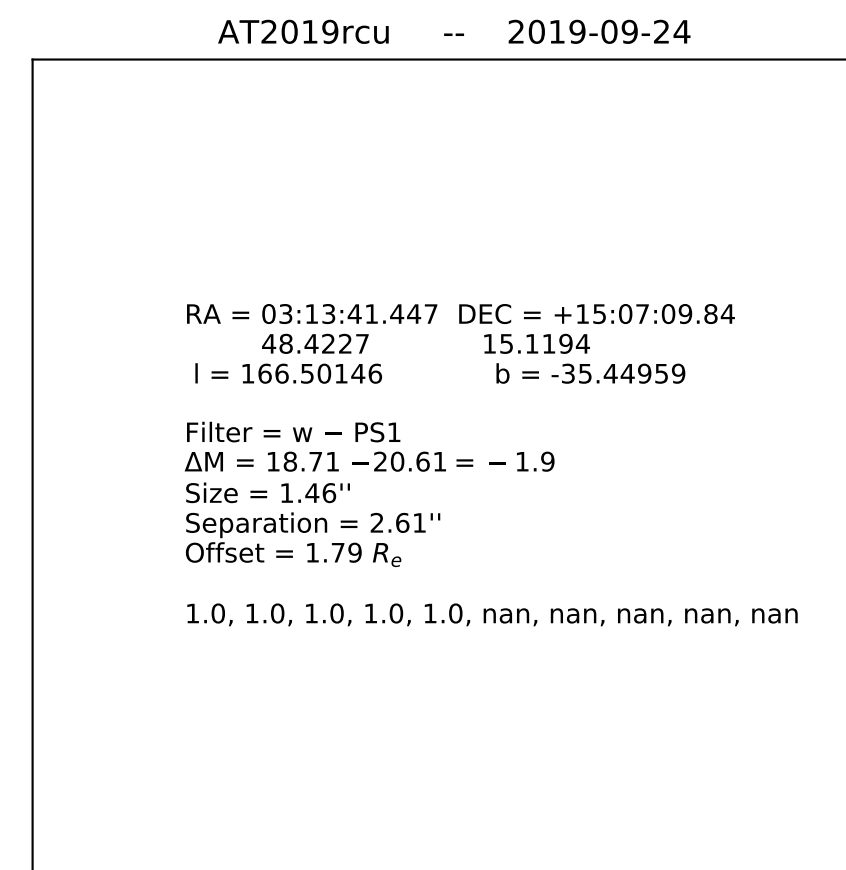 AT2019rcu -- 2019-09-24
RA = 03:13:41.447 DEC = +15:07:09.84
48.4227 15.1194
l = 166.50146 b = -35.44959
Filter = w − PS1
ΔM = 18.71 −20.61 = − 1.9
Size = 1.46''
Separation = 2.61''
Offset = 1.79 Rₑ
1.0, 1.0, 1.0, 1.0, 1.0, nan, nan, nan, nan, nan